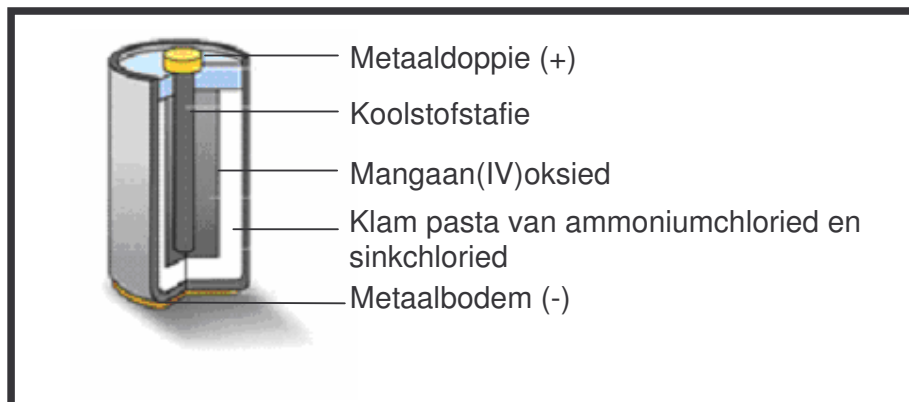 Metaaldoppie (+)
Koolstofstafie
Mangaan(IV)oksied
Klam pasta van ammoniumchloried en
sinkchloried
Metaalbodem (-)